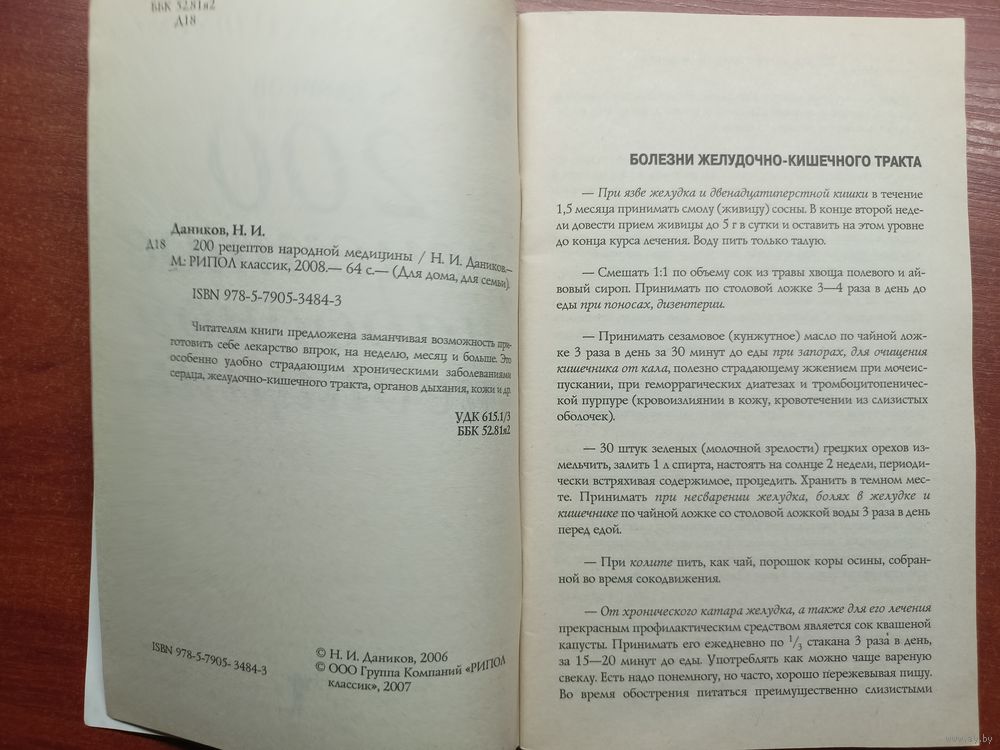 ББК 52.81я2
Д18
Даников, Н. И.
Д18 200 рецептов народной медицины / Н. И. Даников.—
М.: РИПОЛ классик, 2008.— 64 с.— (Для дома, для семьи).
ISBN 978-5-7905-3484-3
Читателям книги предложена заманчивая возможность при-
готовить себе лекарство впрок, на неделю, месяц и больше. Это
особенно удобно страдающим хроническими заболеваниями
сердца, желудочно-кишечного тракта, органов дыхания, кожи и др.
УДК 615.1/3
ББК 52.81я2
ISBN 978-5-7905-3484-3
© Н. И. Даников, 2006
© ООО Группа Компаний «РИПОЛ
классик», 2007
БОЛЕЗНИ ЖЕЛУДОЧНО-КИШЕЧНОГО ТРАКТА
— При язве желудка и двенадцатиперстной кишки в течение
1,5 месяца принимать смолу (живицу) сосны. В конце второй неде-
ли довести прием живицы до 5 г в сутки и оставить на этом уровне
до конца курса лечения. Воду пить только талую.
— Смешать 1:1 по объему сок из травы хвоща полевого и ай-
вовый сироп. Принимать по столовой ложке 3—4 раза в день до
еды при поносах, дизентерии.
— Принимать сезамовое (кунжутное) масло по чайной лож-
ке 3 раза в день за 30 минут до еды при запорах, для очищения
кишечника от кала, полезно страдающему жжением при мочеис-
пускании, при геморрагических диатезах и тромбоцитопеничес-
кой пурпуре (кровоизлиянии в кожу, кровотечении из слизистых
оболочек).
— 30 штук зеленых (молочной зрелости) грецких орехов из-
мельчить, залить 1 л спирта, настоять на солнце 2 недели, периоди-
чески встряхивая содержимое, процедить. Хранить в темном мес-
те. Принимать при несварении желудка, болях в желудке и
кишечнике по чайной ложке со столовой ложкой воды 3 раза в день
перед едой.
— При колите пить, как чай, порошок коры осины, собран-
ной во время сокодвижения.
— От хронического катара желудка, а также для его лечения
прекрасным профилактическим средством является сок квашеной
капусты. Принимать его ежедневно по 1/3 стакана 3 раза в день,
за 15—20 минут до еды. Употреблять как можно чаще вареную
свеклу. Есть надо понемногу, но часто, хорошо пережевывая пищу.
Во время обострения питаться преимущественно слизистыми
www.ay.by